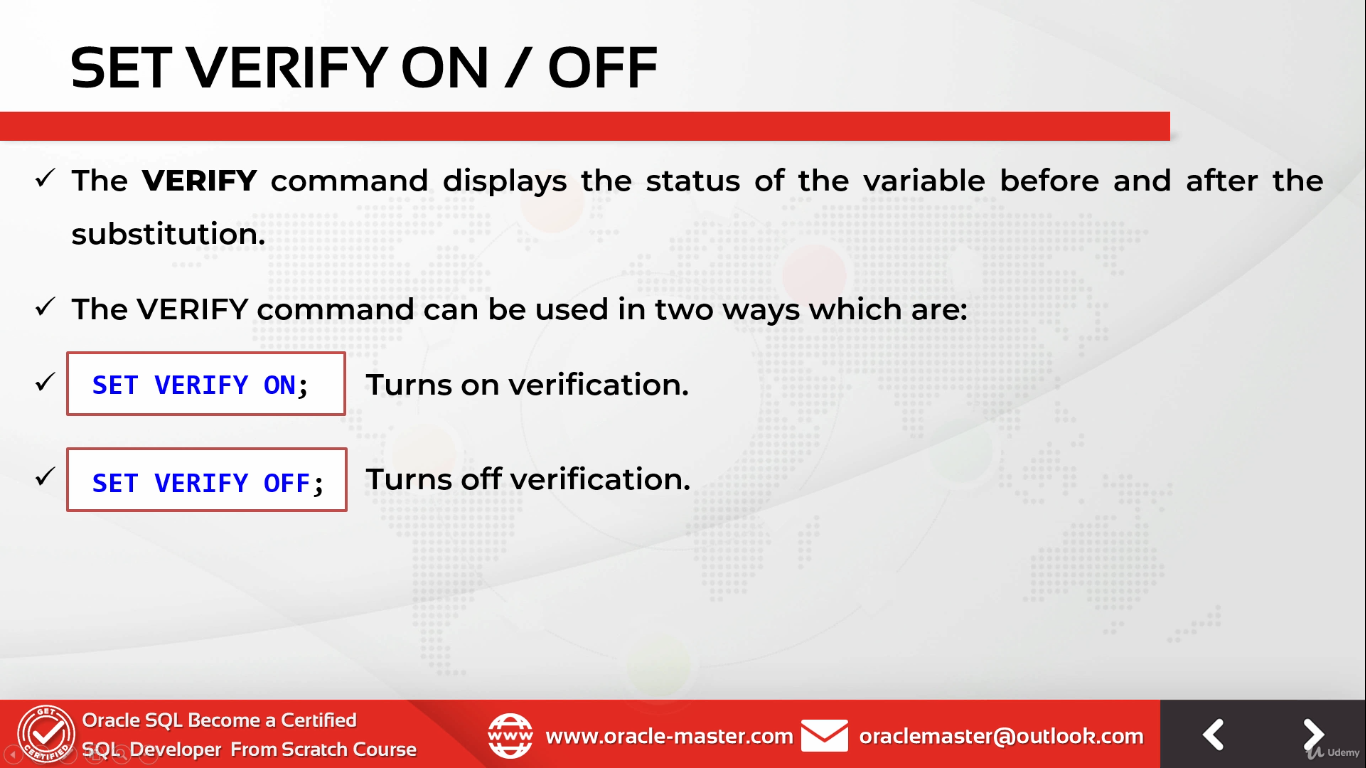 SET VERIFY ON / OFF
✓ The VERIFY command displays the status of the variable before and after the
substitution.
✓ The VERIFY command can be used in two ways which are:
✓ SET VERIFY ON; Turns on verification.
✓ SET VERIFY OFF; Turns off verification.
GET CERTIFIED
Oracle SQL Become a Certified
SQL Developer From Scratch Course
www www.oracle-master.com
oraclemaster@outlook.com
Udemy